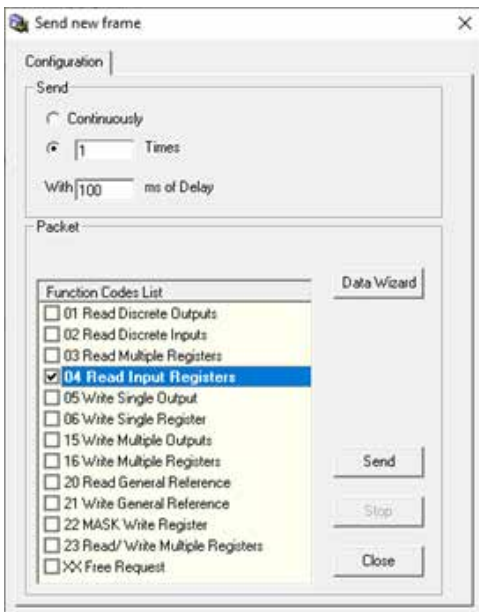 Send new frame
Configuration
Send
Continuously
1 Times
With 100 ms of Delay
Packet
Data Wizard
Function Codes List
01 Read Discrete Outputs
02 Read Discrete Inputs
03 Read Multiple Registers
04 Read Input Registers
05 Write Single Output
06 Write Single Register
15 Write Multiple Outputs
16 Write Multiple Registers
20 Read General Reference
21 Write General Reference
22 MASK Write Register
23 Read/ Write Multiple Registers
XX Free Request
Send
Stop
Close